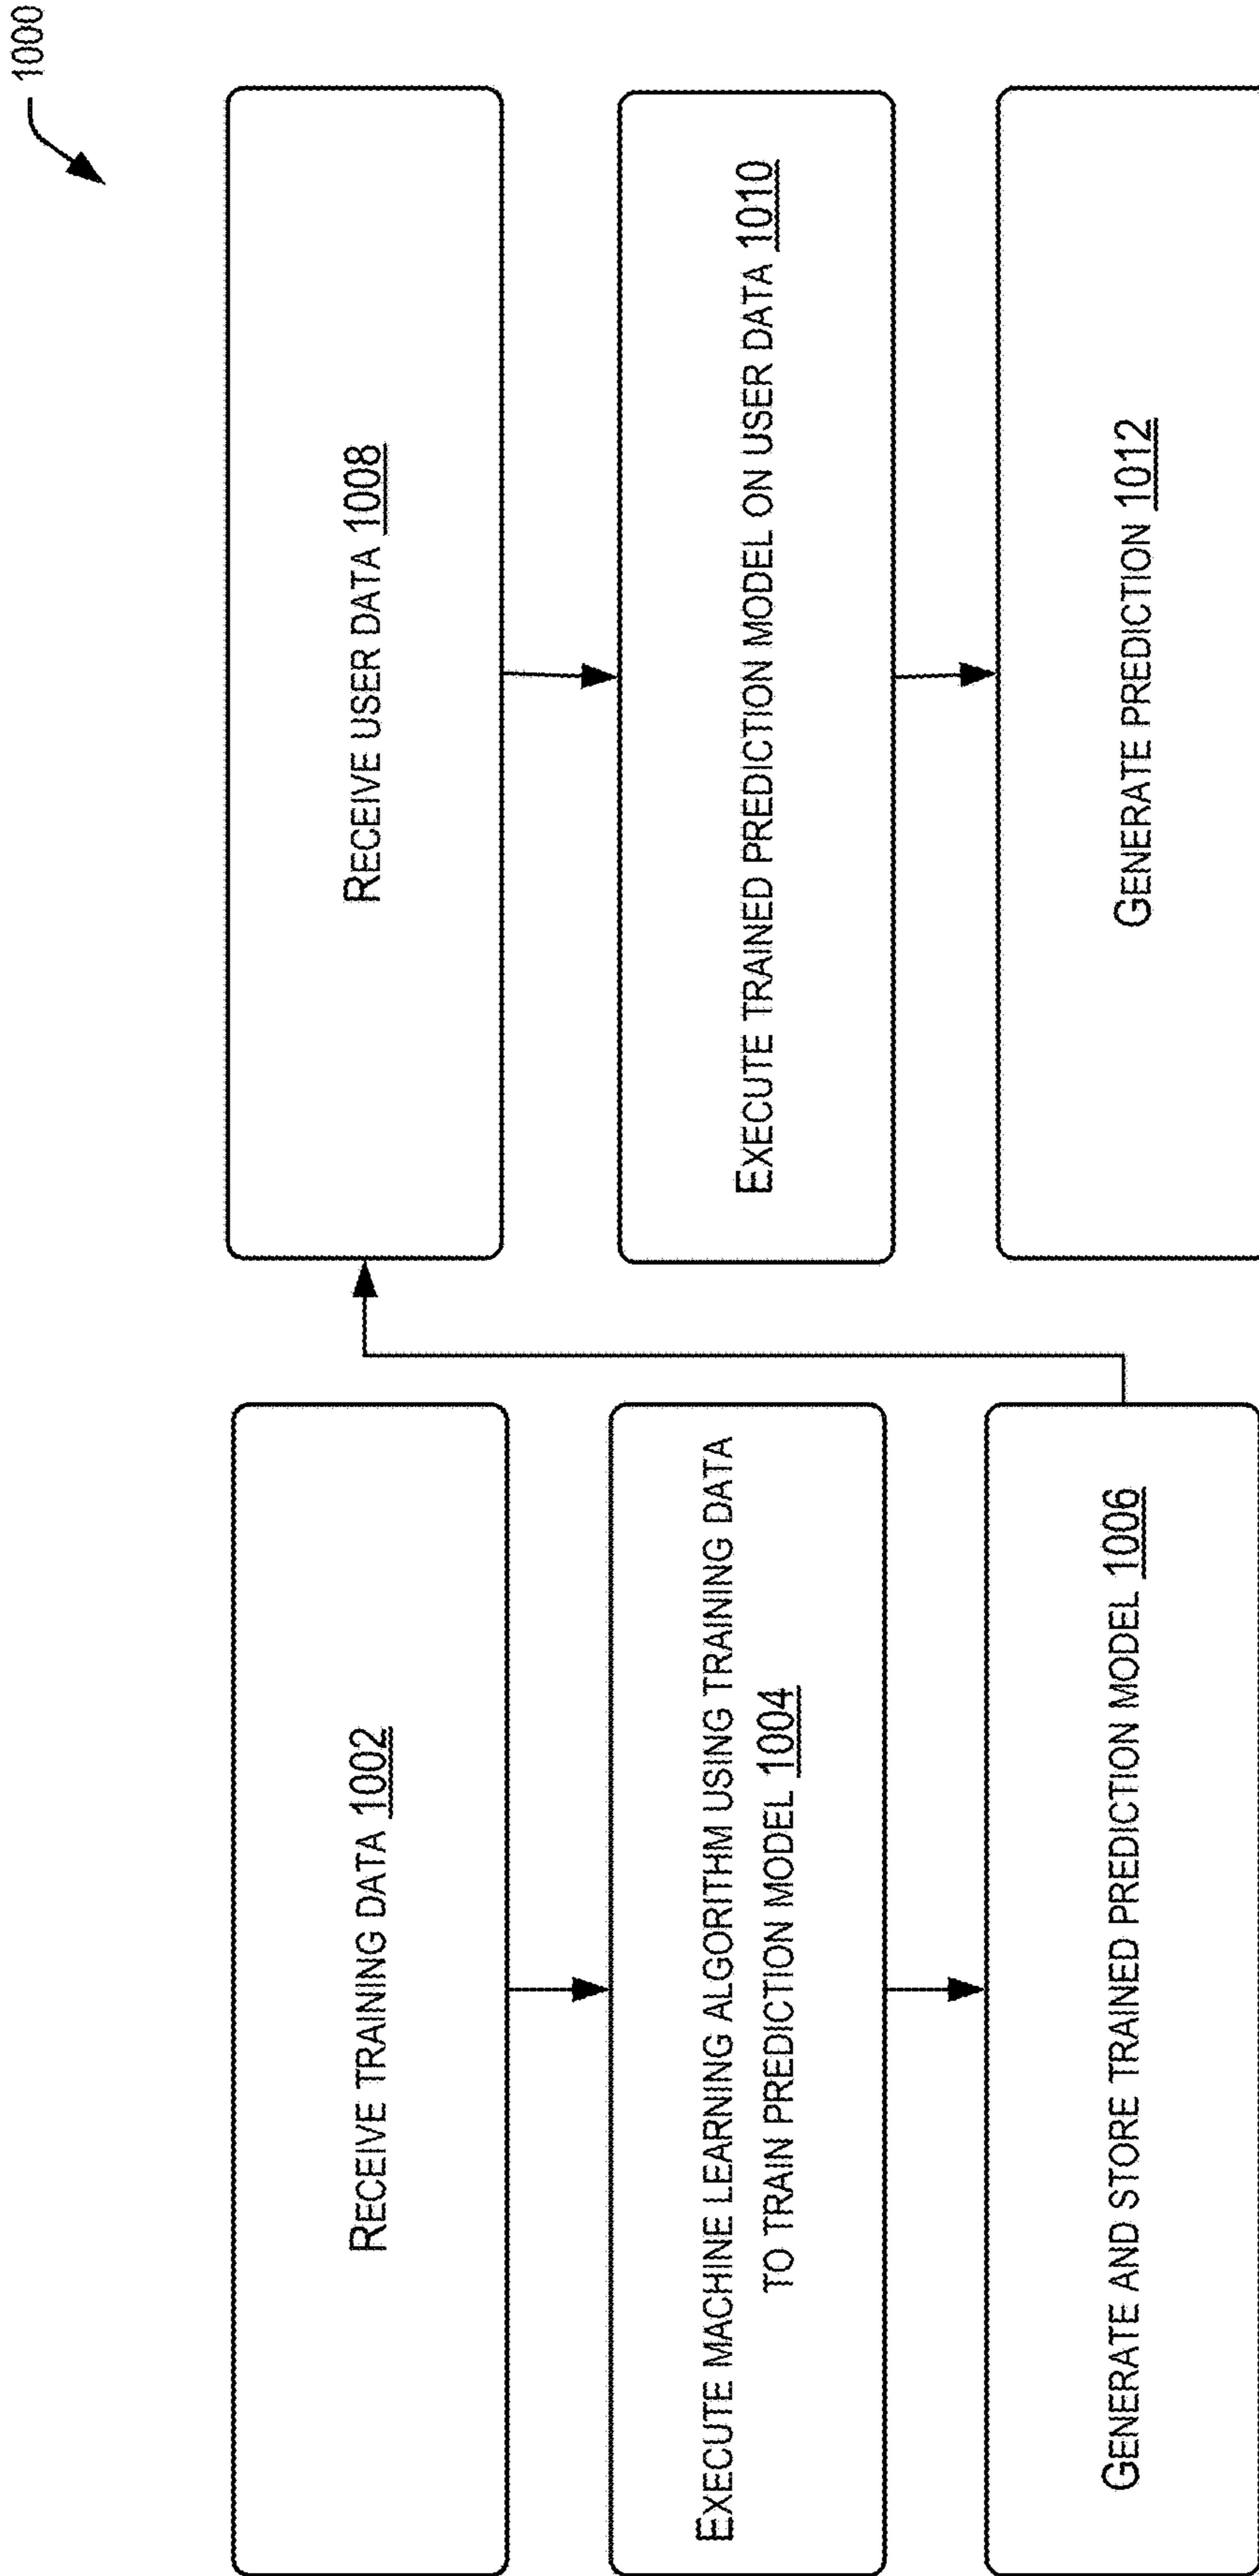 1000
RECEIVE TRAINING DATA 1002
EXECUTE MACHINE LEARNING ALGORITHM USING TRAINING DATA
TO TRAIN PREDICTION MODEL 1004
GENERATE AND STORE TRAINED PREDICTION MODEL 1006
RECEIVE USER DATA 1008
EXECUTE TRAINED PREDICTION MODEL ON USER DATA 1010
GENERATE PREDICTION 1012